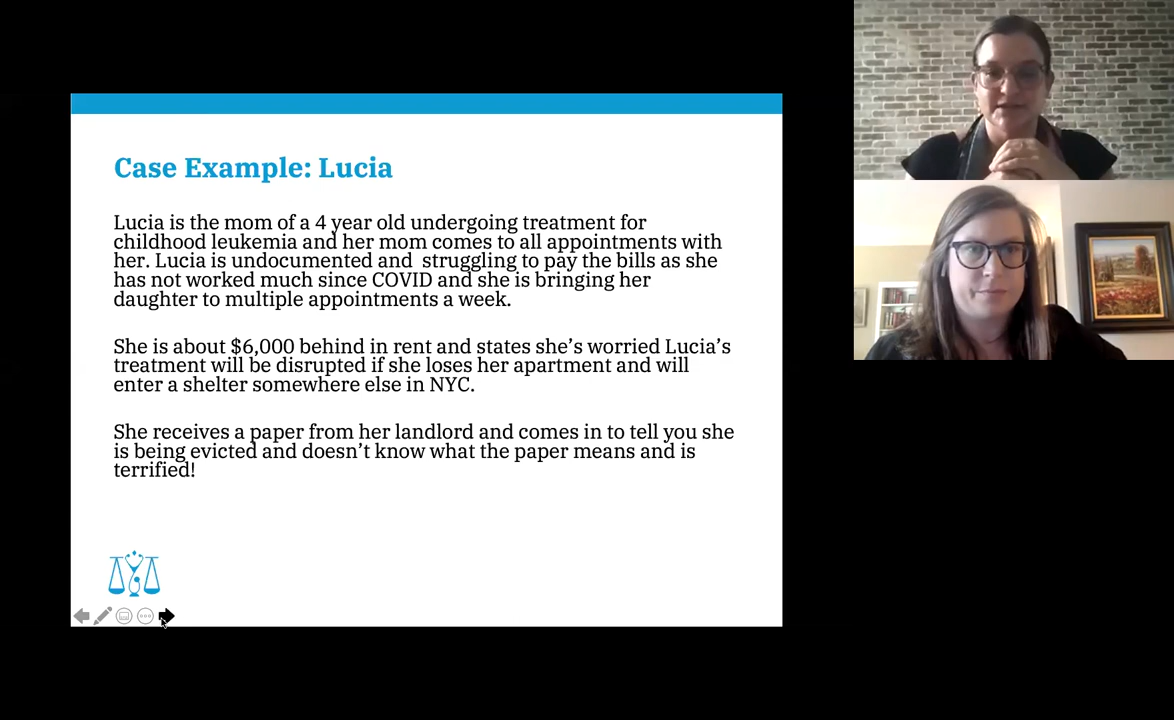 Case Example: Lucia
Lucia is the mom of a 4 year old undergoing treatment for
childhood leukemia and her mom comes to all appointments with
her. Lucia is undocumented and struggling to pay the bills as she
has not worked much since COVID and she is bringing her
daughter to multiple appointments a week.
She is about $6,000 behind in rent and states she's worried Lucia's
treatment will be disrupted if she loses her apartment and will
enter a shelter somewhere else in NYC.
She receives a paper from her landlord and comes in to tell you she
is being evicted and doesn't know what the paper means and is
terrified!